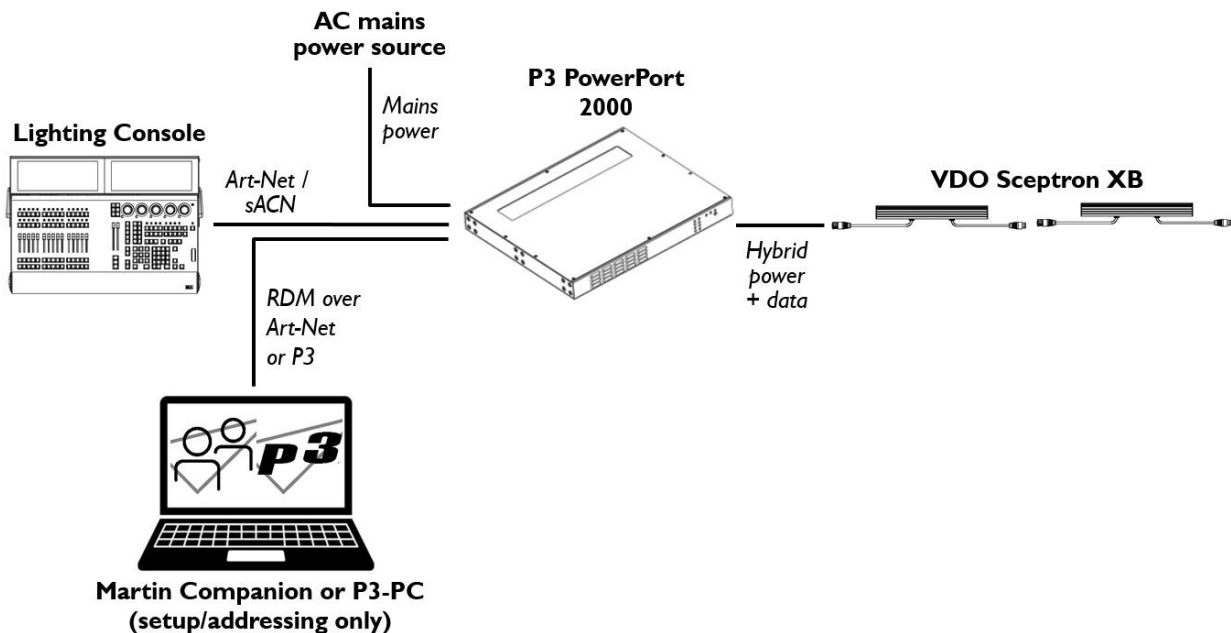 AC mains
power source
P3 PowerPort
2000
Mains
power
Lighting Console
Art-Net /
sACN
VDO Sceptron XB
Hybrid
power
+ data
RDM over
Art-Net
or P3
P3
Martin Companion or P3-PC
(setup/addressing only)